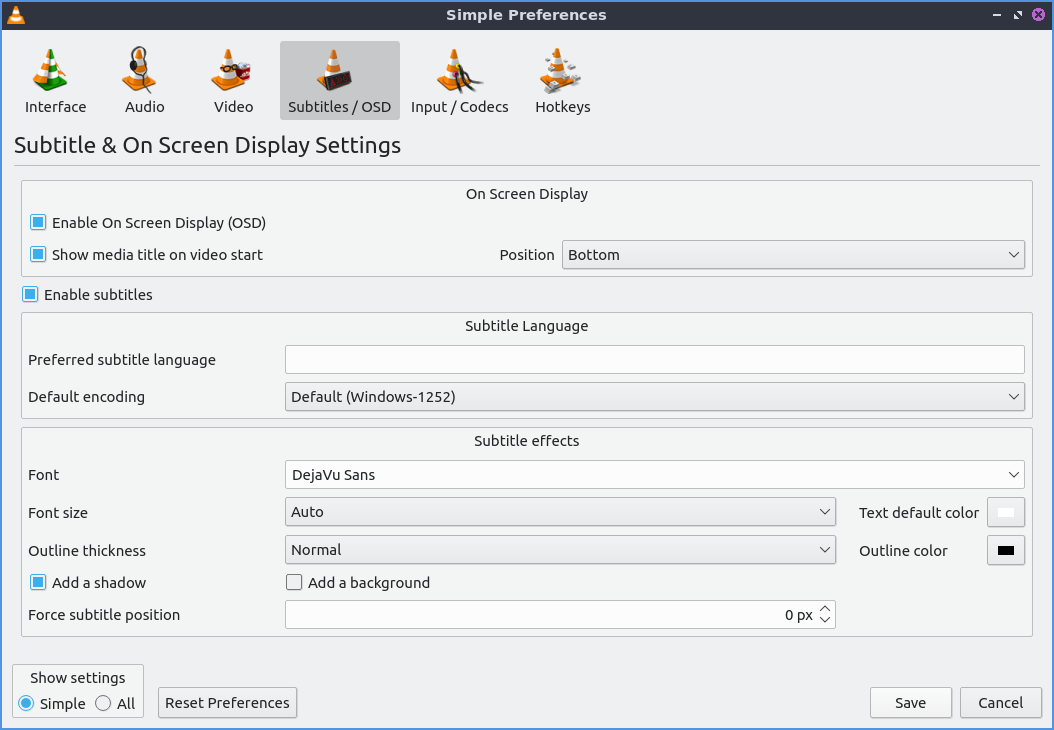 Simple Preferences
Interface
Audio
Video
Subtitles / OSD
Input / Codecs
Hotkeys
Subtitle & On Screen Display Settings
On Screen Display
Enable On Screen Display (OSD)
Show media title on video start
Position
Bottom
Enable subtitles
Subtitle Language
Preferred subtitle language
Default encoding
Default (Windows-1252)
Subtitle effects
Font
DejaVu Sans
Font size
Auto
Text default color
Outline thickness
Normal
Outline color
Add a shadow
Add a background
Force subtitle position
0 px
Show settings
Simple
All
Reset Preferences
Save
Cancel